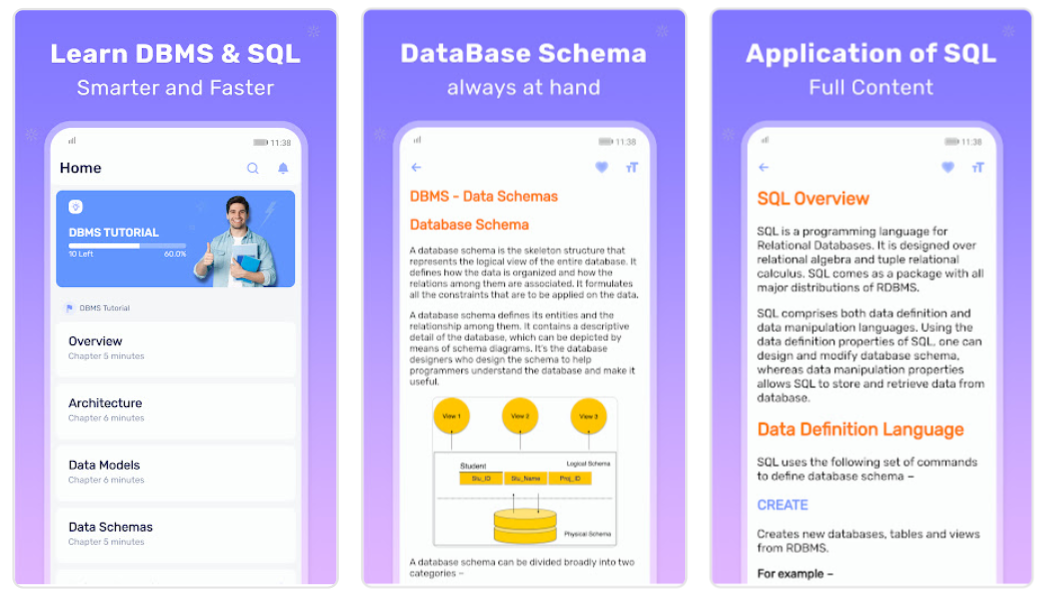 Learn DBMS & SQL
Smarter and Faster
11:38
Home
DBMS TUTORIAL
10 Left
60.0%
DBMS Tutorial
Overview
Chapter 5 minutes
Architecture
Chapter 6 minutes
Data Models
Chapter 6 minutes
Data Schemas
Chapter 5 minutes
DataBase Schema
always at hand
11:38
TT
DBMS - Data Schemas
Database Schema
A database schema is the skeleton structure that
represents the logical view of the entire database. It
defines how the data is organized and how the
relations among them are associated. It formulates
all the constraints that are to be applied on the data.
A database schema defines its entities and the
relationship among them. It contains a descriptive
detail of the database, which can be depicted by
means of schema diagrams. It's the database
designers who design the schema to help
programmers understand the database and make it
useful.
View 1
View 2
View 3
Student
Logical Schema
Stu_ID
Stu_Name
Proj_ID
Physical Schema
A database schema can be divided broadly into two
categories –
Application of SQL
Full Content
11:38
TT
SQL Overview
SQL is a programming language for
Relational Databases. It is designed over
relational algebra and tuple relational
calculus. SQL comes as a package with all
major distributions of RDBMS.
SQL comprises both data definition and
data manipulation languages. Using the
data definition properties of SQL, one can
design and modify database schema,
whereas data manipulation properties
allows SQL to store and retrieve data from
database.
Data Definition Language
SQL uses the following set of commands
to define database schema –
CREATE
Creates new databases, tables and views
from RDBMS.
For example –